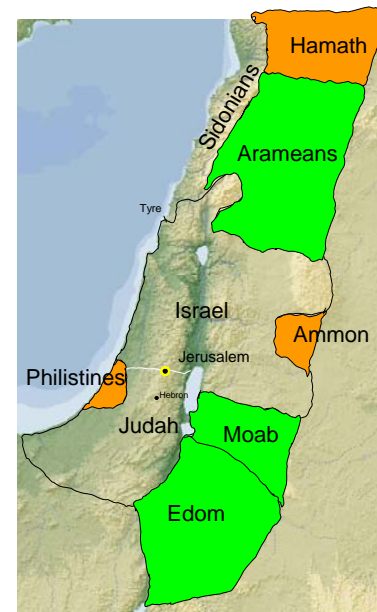 Hamath
Sidonians
Arameans
Tyre
Israel
Ammon
Jerusalem
Philistines
Hebron
Judah
Moab
Edom